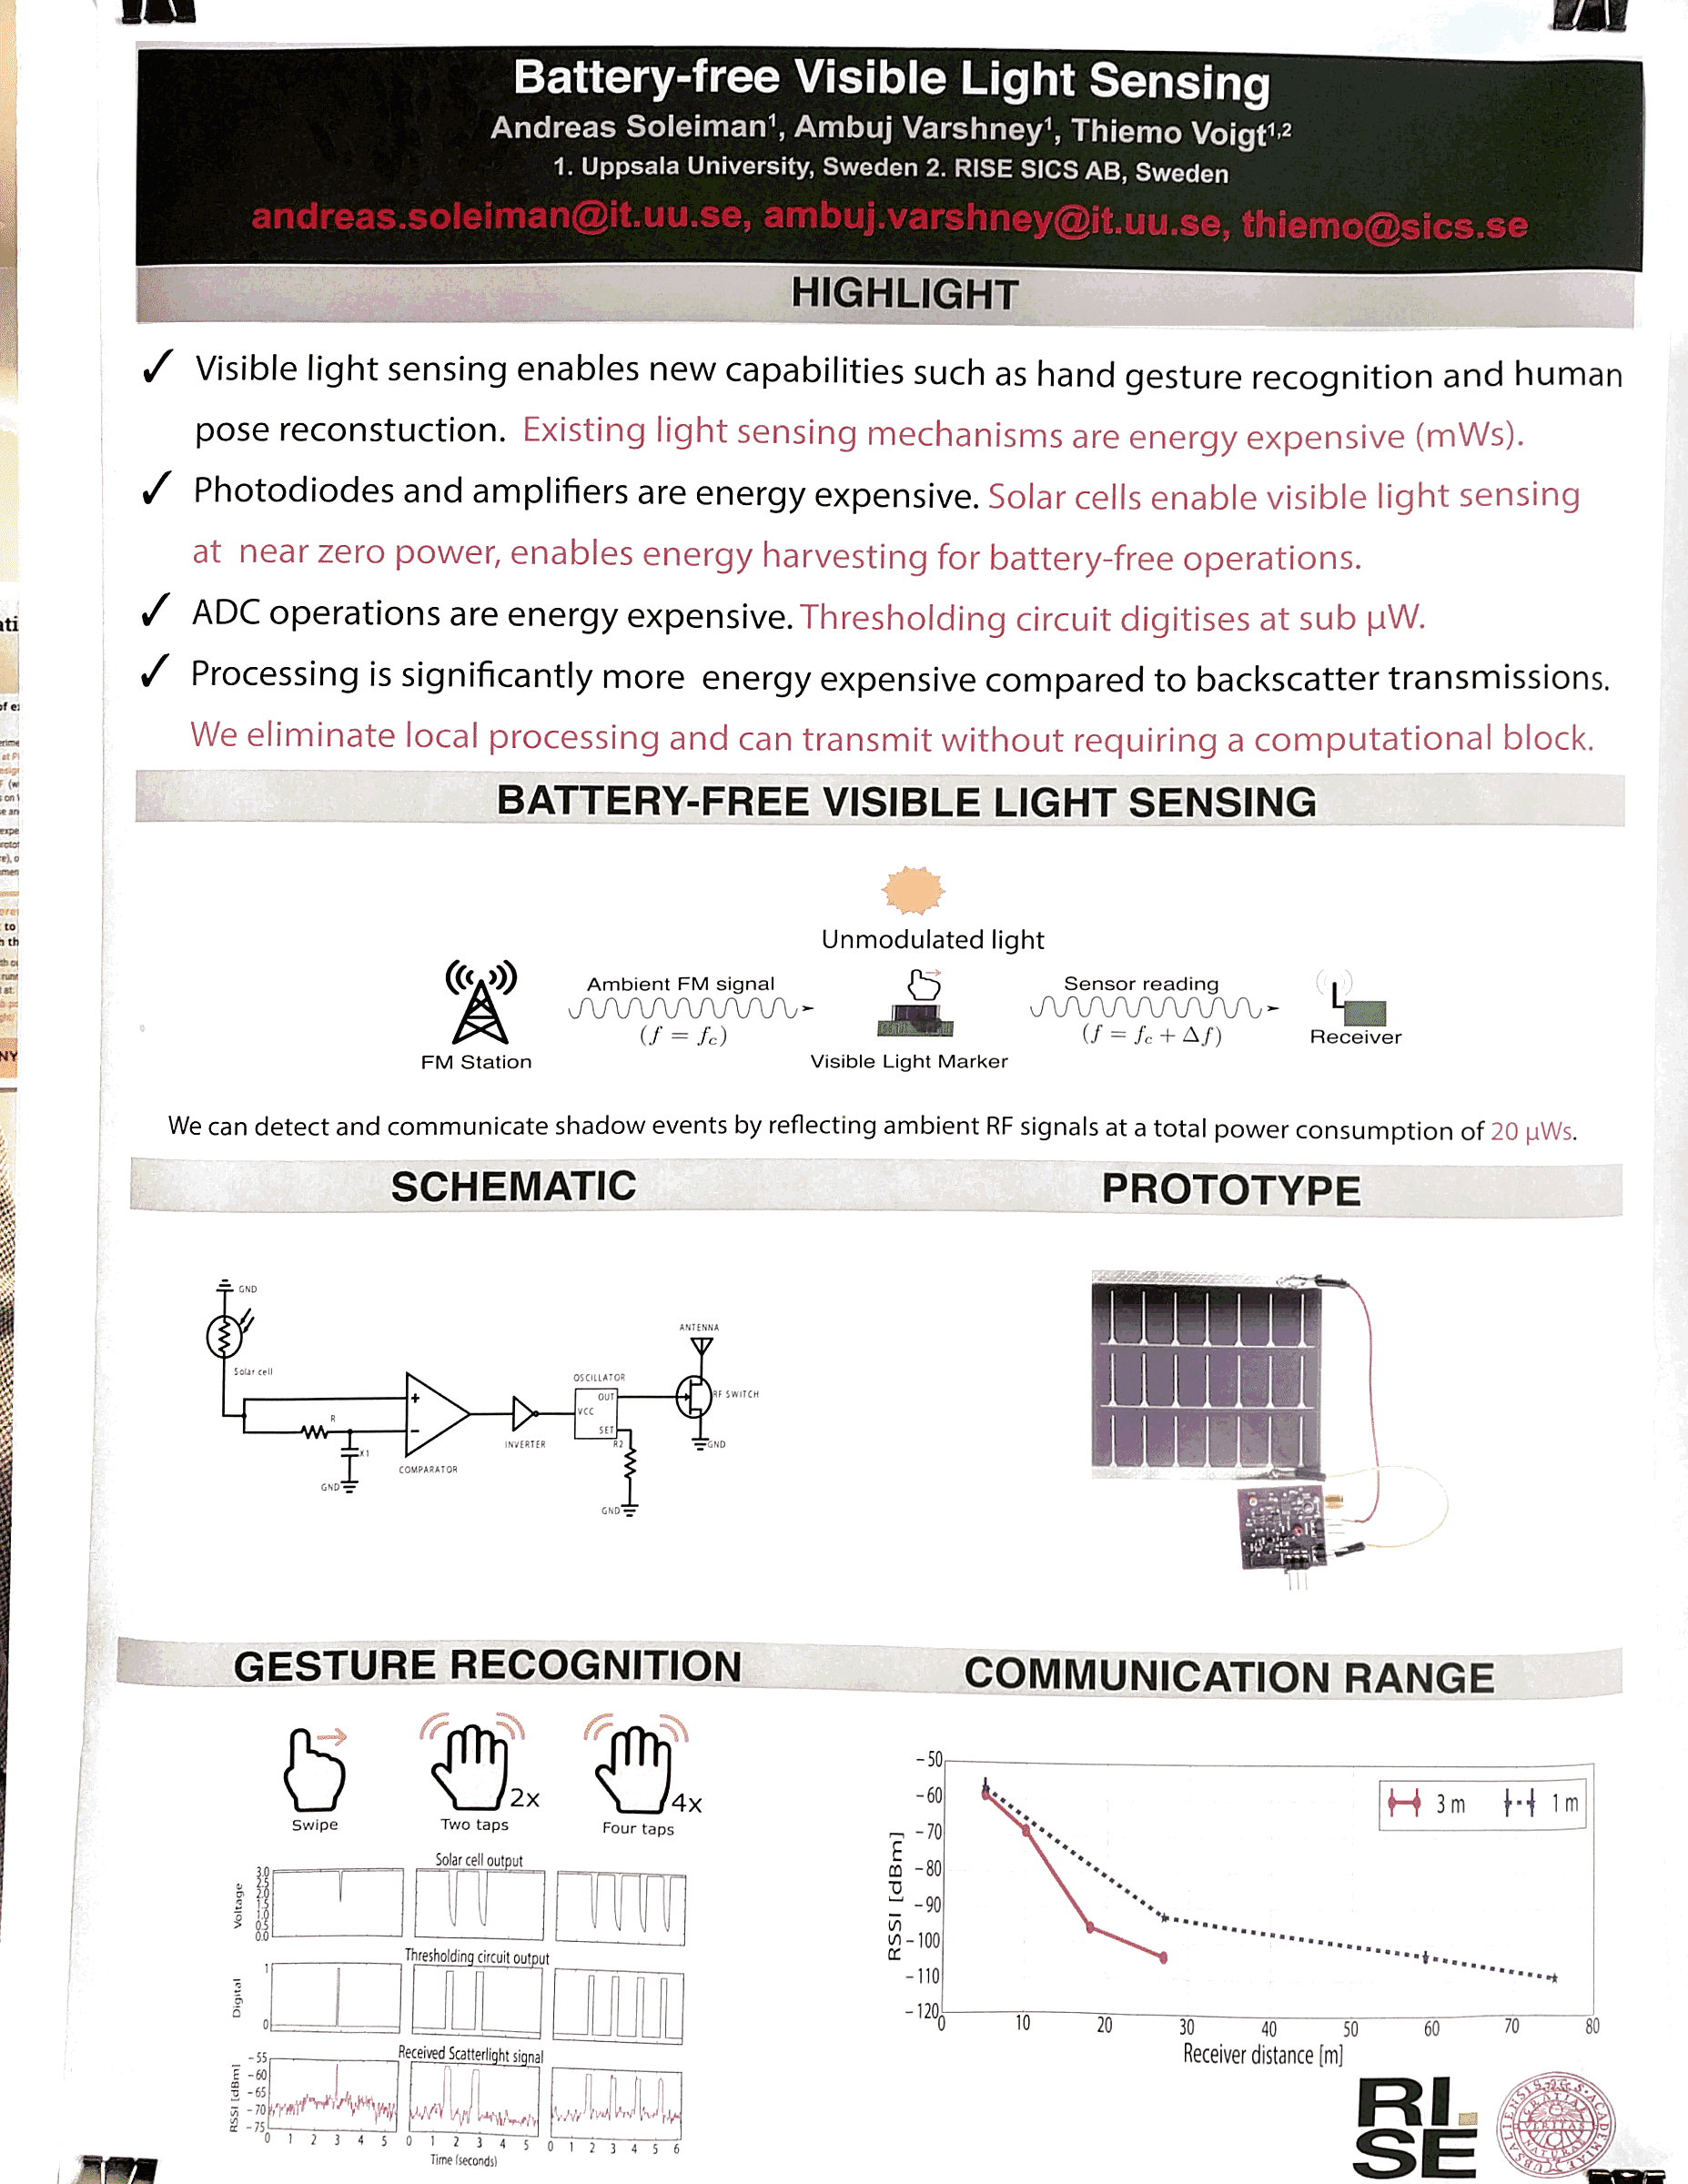 Battery-free Visible Light Sensing
Andreas Soleiman¹, Ambuj Varshney¹, Thiemo Voigt¹,²
1. Uppsala University, Sweden 2. RISE SICS AB, Sweden
andreas.soleiman@it.uu.se, ambuj.varshney@it.uu.se, thiemo@sics.se
HIGHLIGHT
✓ Visible light sensing enables new capabilities such as hand gesture recognition and human
pose reconstuction. Existing light sensing mechanisms are energy expensive (mWs).
✓ Photodiodes and amplifiers are energy expensive. Solar cells enable visible light sensing
at near zero power, enables energy harvesting for battery-free operations.
✓ ADC operations are energy expensive. Thresholding circuit digitises at sub µW.
✓ Processing is significantly more energy expensive compared to backscatter transmissions.
We eliminate local processing and can transmit without requiring a computational block.
BATTERY-FREE VISIBLE LIGHT SENSING
Unmodulated light
Ambient FM signal
Sensor reading
(f = fc)
(f = fc + Δf)
FM Station
Visible Light Marker
Receiver
We can detect and communicate shadow events by reflecting ambient RF signals at a total power consumption of 20 µWs.
SCHEMATIC
PROTOTYPE
GND
Solar cell
R
x1
GND
+
-
COMPARATOR
INVERTER
OSCILLATOR
OUT
VCC
SET
R2
GND
ANTENNA
RF SWITCH
GND
GESTURE RECOGNITION
COMMUNICATION RANGE
2x
4x
Swipe
Two taps
Four taps
Solar cell output
Voltage
3.0
2.5
2.0
1.5
1.0
0.5
0.0
Thresholding circuit output
Digital
1
0
Received Scatterlight signal
RSSI [dBm]
-55
-60
-65
-70
-75
0 1 2 3 4 5 0 1 2 3 4 5 0 1 2 3 4 5 6
Time (seconds)
3 m 1 m
RSSI [dBm]
-50
-60
-70
-80
-90
-100
-110
-120
0 10 20 30 40 50 60 70 80
Receiver distance [m]
RI.
SE